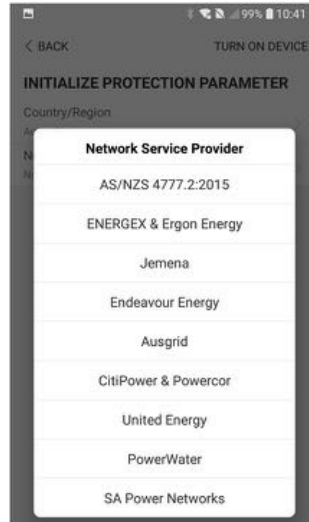 99% 10:41
< BACK
TURN ON DEVICE
INITIALIZE PROTECTION PARAMETER
Country/Region
Network Service Provider
AS/NZS 4777.2:2015
ENERGEX & Ergon Energy
Jemena
Endeavour Energy
Ausgrid
CitiPower & Powercor
United Energy
PowerWater
SA Power Networks